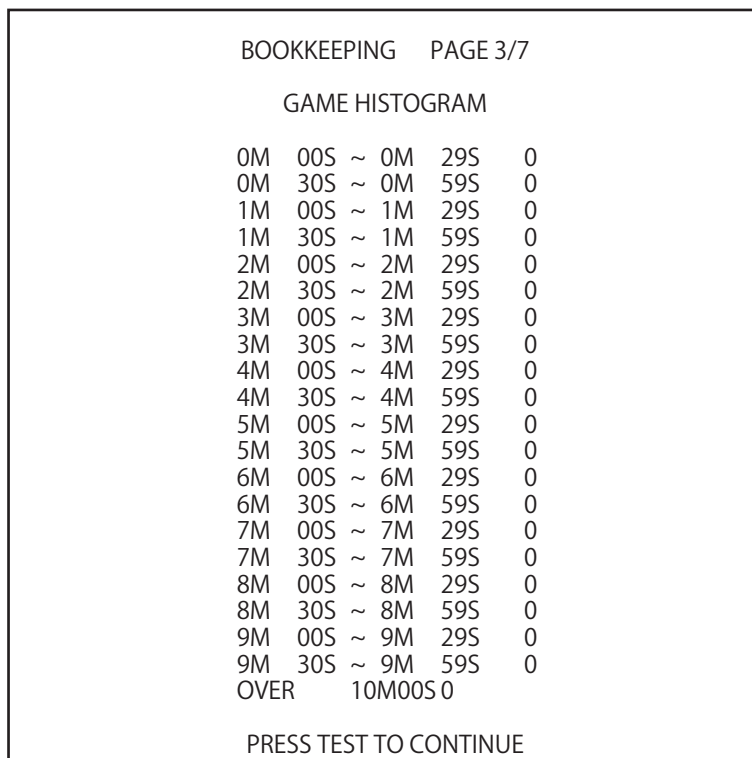 BOOKKEEPING PAGE 3/7
GAME HISTOGRAM
0M 00S ~ 0M 29S 0
0M 30S ~ 0M 59S 0
1M 00S ~ 1M 29S 0
1M 30S ~ 1M 59S 0
2M 00S ~ 2M 29S 0
2M 30S ~ 2M 59S 0
3M 00S ~ 3M 29S 0
3M 30S ~ 3M 59S 0
4M 00S ~ 4M 29S 0
4M 30S ~ 4M 59S 0
5M 00S ~ 5M 29S 0
5M 30S ~ 5M 59S 0
6M 00S ~ 6M 29S 0
6M 30S ~ 6M 59S 0
7M 00S ~ 7M 29S 0
7M 30S ~ 7M 59S 0
8M 00S ~ 8M 29S 0
8M 30S ~ 8M 59S 0
9M 00S ~ 9M 29S 0
9M 30S ~ 9M 59S 0
OVER 10M00S 0
PRESS TEST TO CONTINUE